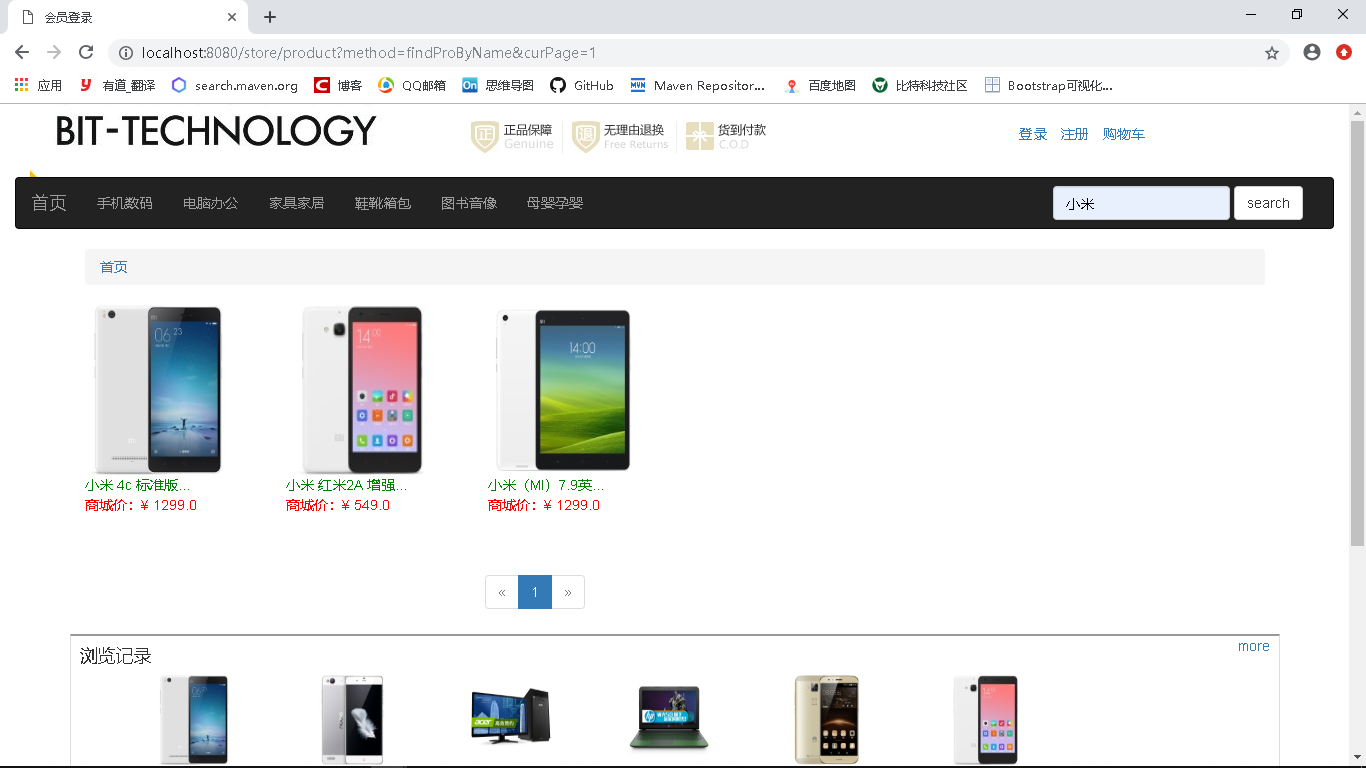 会员登录
localhost:8080/store/product?method=findProByName&curPage=1
应用 有道_翻译 search.maven.org 博客 QQ邮箱 思维导图 GitHub Maven Repositor... 百度地图 比特科技社区 Bootstrap可视化...
BIT-TECHNOLOGY
正品保障 无理由退换 货到付款
Genuine Free Returns C.O.D
登录 注册 购物车
首页 手机数码 电脑办公 家具家居 鞋靴箱包 图书音像 母婴孕婴 小米 search
首页
小米 4c 标准版... 小米 红米2A 增强... 小米（MI）7.9英...
商城价：¥ 1299.0 商城价：¥ 549.0 商城价：¥ 1299.0
« 1 »
浏览记录 more